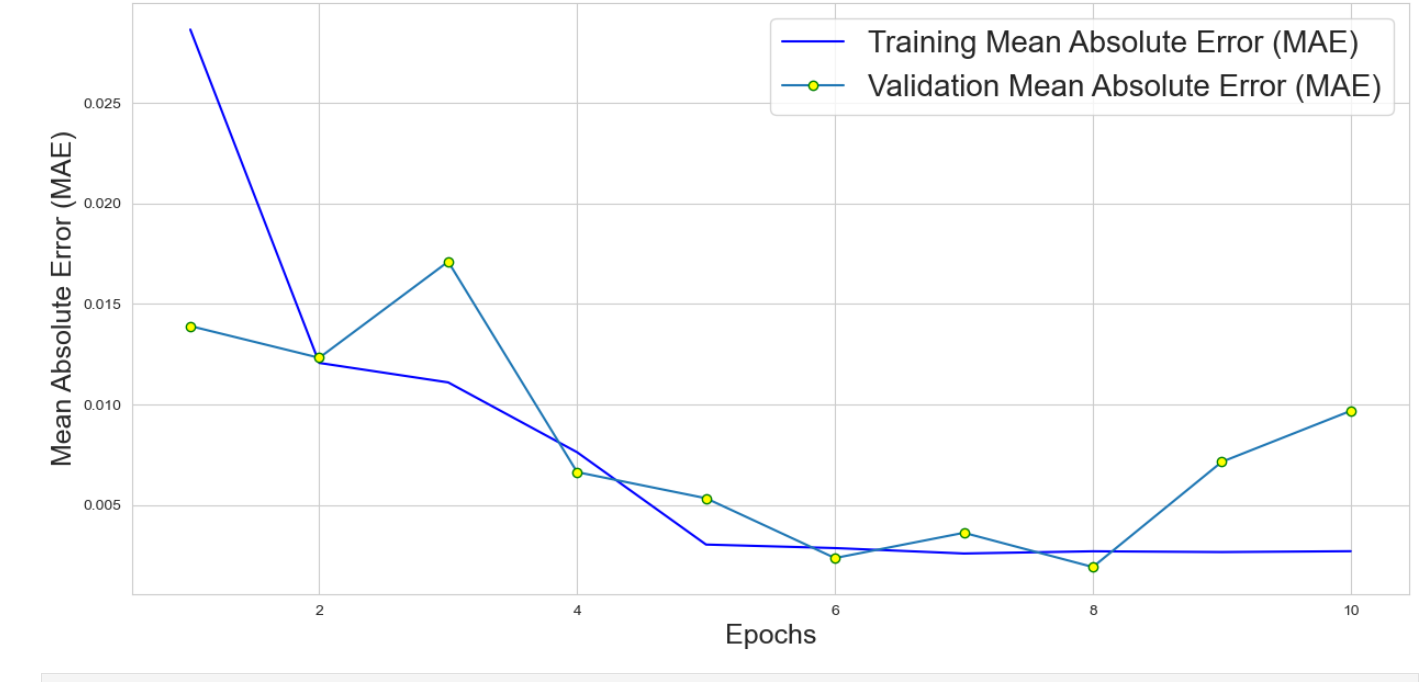 Training Mean Absolute Error (MAE)
Validation Mean Absolute Error (MAE)
Mean Absolute Error (MAE)
0.025
0.020
0.015
0.010
0.005
2 4 6 8 10
Epochs